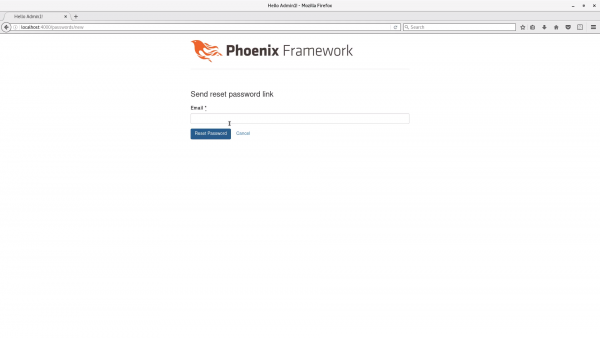 Hello Admin2! - Mozilla Firefox
Hello Admin2!
localhost:4000/passwords/new
Search
Phoenix Framework
Send reset password link
Email *
Reset Password Cancel